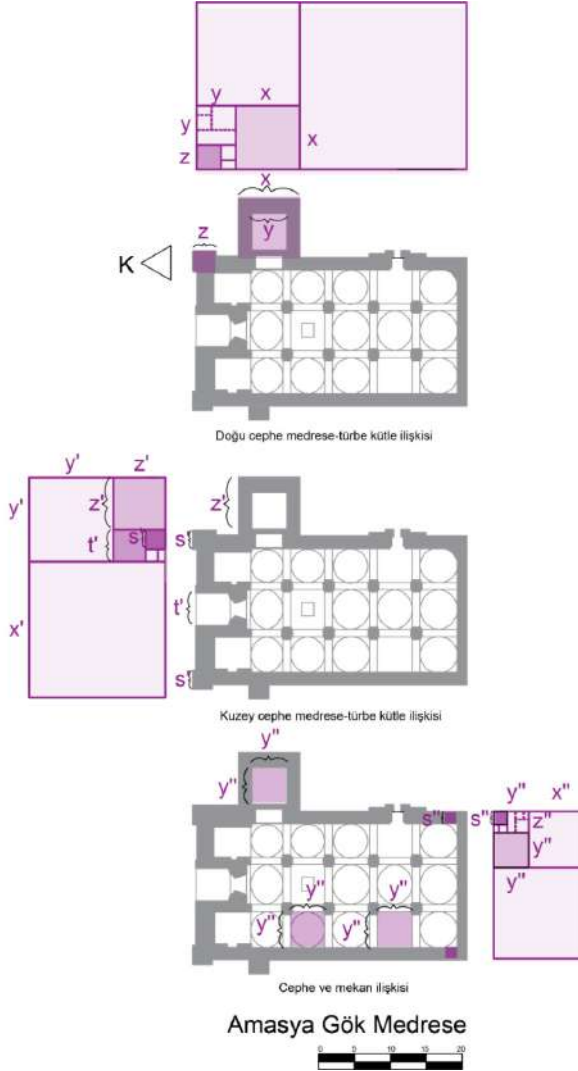 y x
y x
z
x
z y
K
Doğu cephe medrese-türbe kütle ilişkisi
y' z'
y' z' z'
s' s'
t' t'
x'
s'
Kuzey cephe medrese-türbe kütle ilişkisi
y"
y" y" x"
s" s" z"
y" y" y"
y" y" y"
Cephe ve mekan ilişkisi
Amasya Gök Medrese
0 5 10 15 20